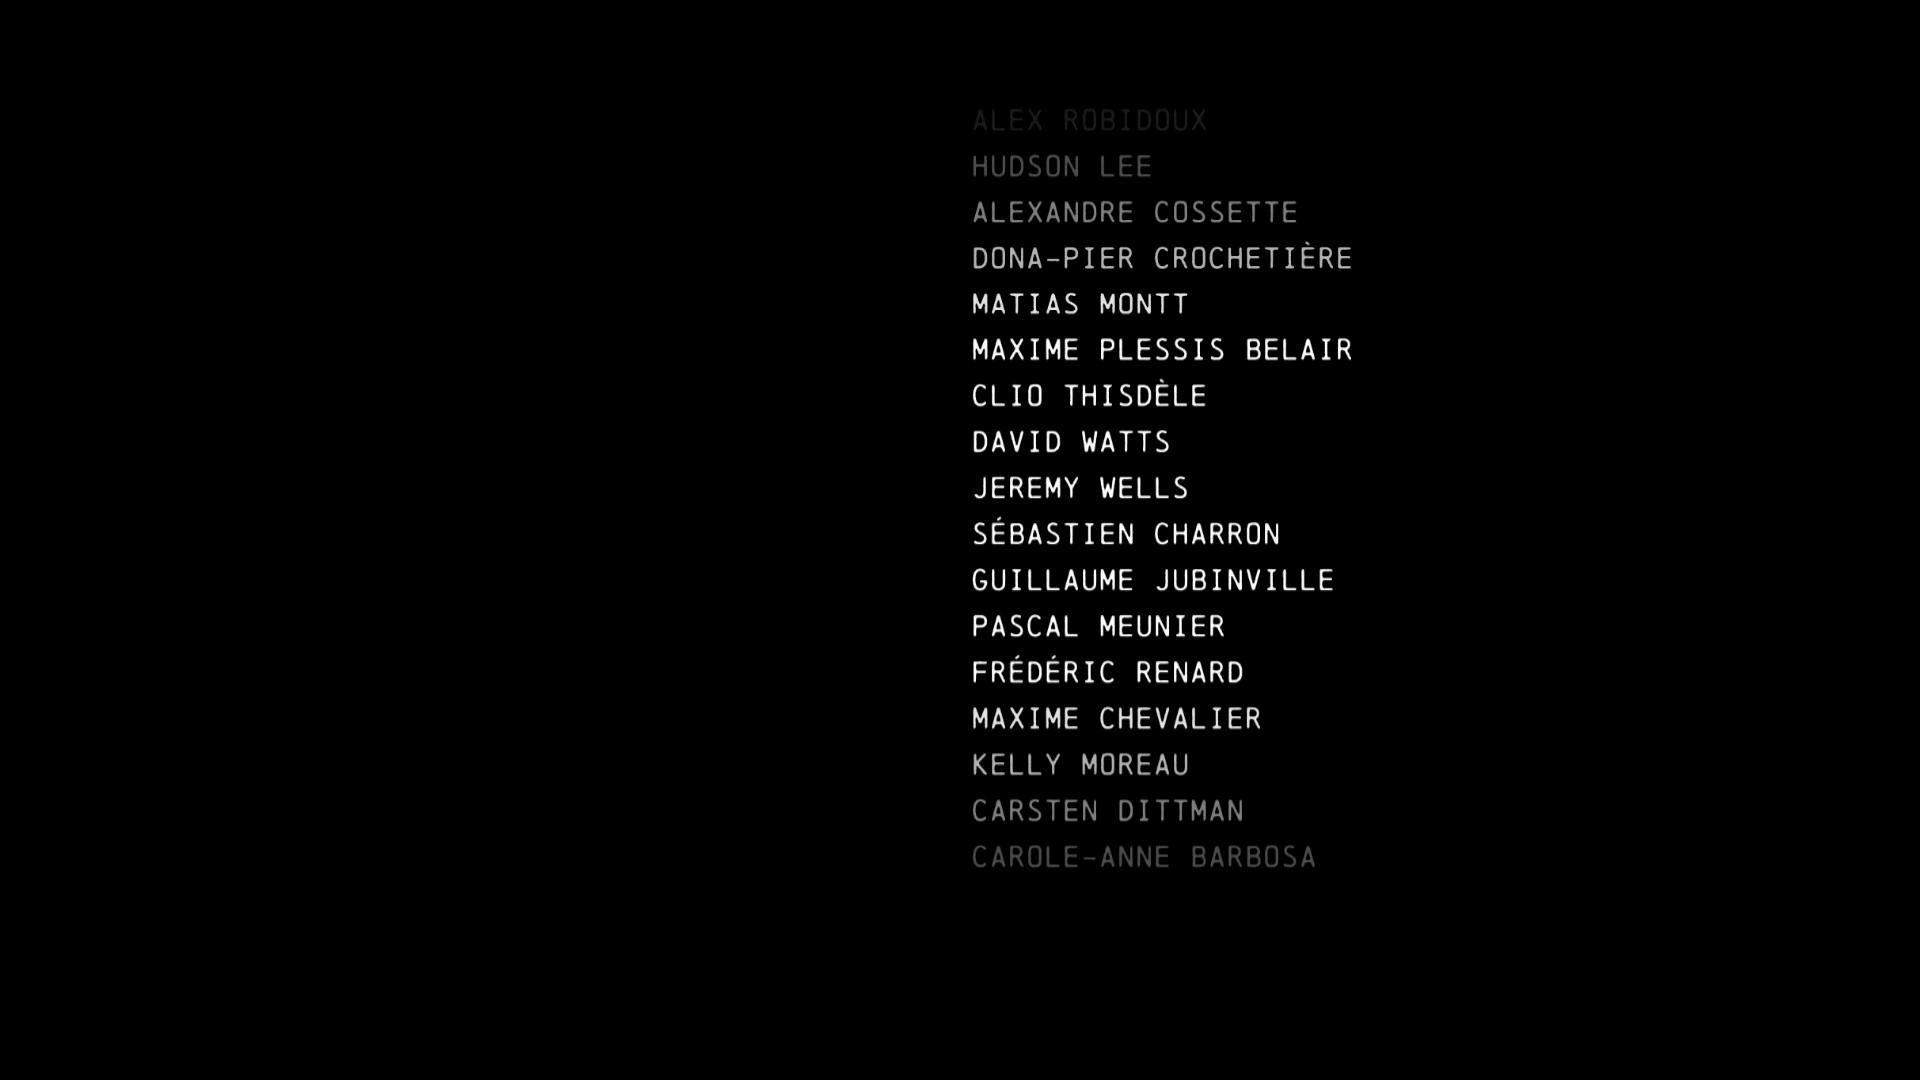 ALEX ROBIDOUX
HUDSON LEE
ALEXANDRE COSSETTE
DONA-PIER CROCHETIÈRE
MATIAS MONTT
MAXIME PLESSIS BELAIR
CLIO THISDÈLE
DAVID WATTS
JEREMY WELLS
SÉBASTIEN CHARRON
GUILLAUME JUBINVILLE
PASCAL MEUNIER
FRÉDÉRIC RENARD
MAXIME CHEVALIER
KELLY MOREAU
CARSTEN DITTMAN
CAROLE-ANNE BARBOSA